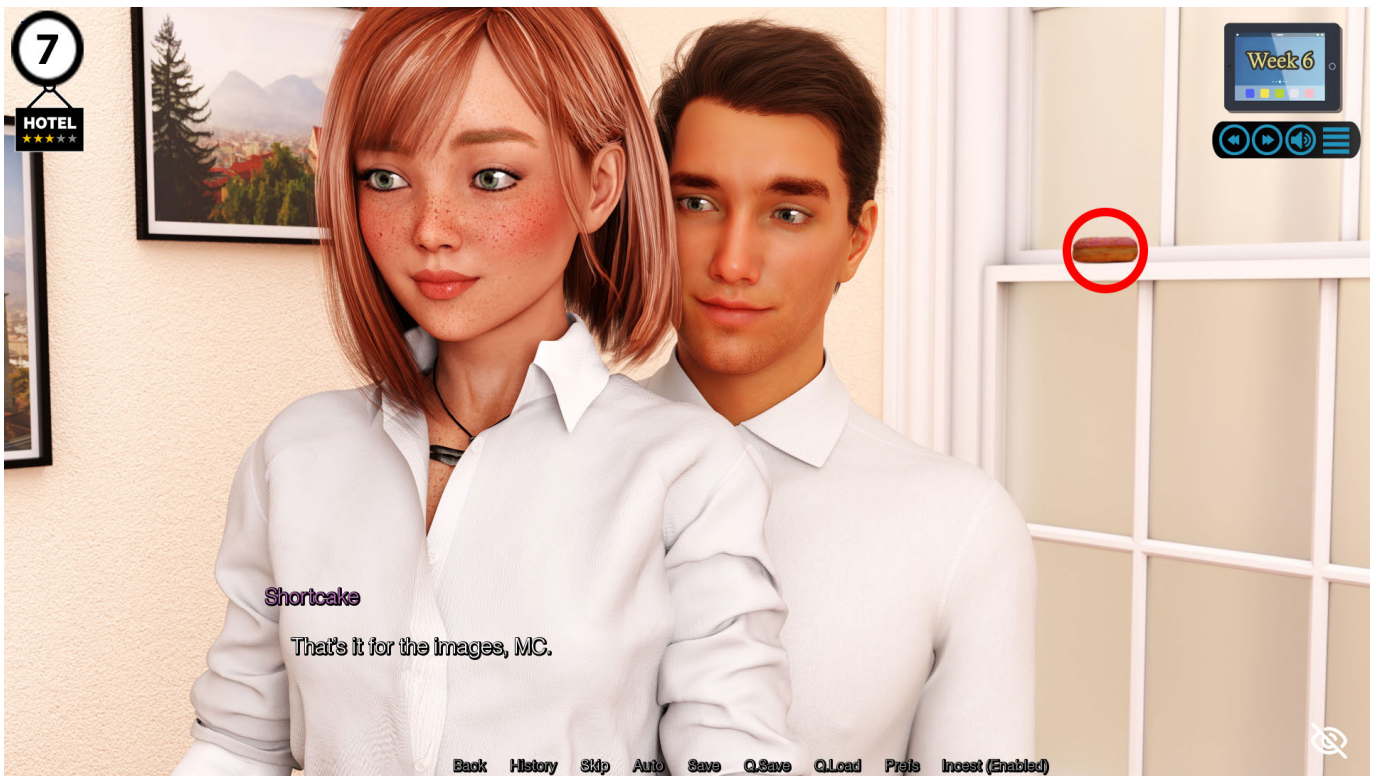 7
HOTEL
Week 6
Shortcake
That's it for the images, MC.
Back History Skip Auto Save Q.Save Q.Load Prefs Incest (Enabled)